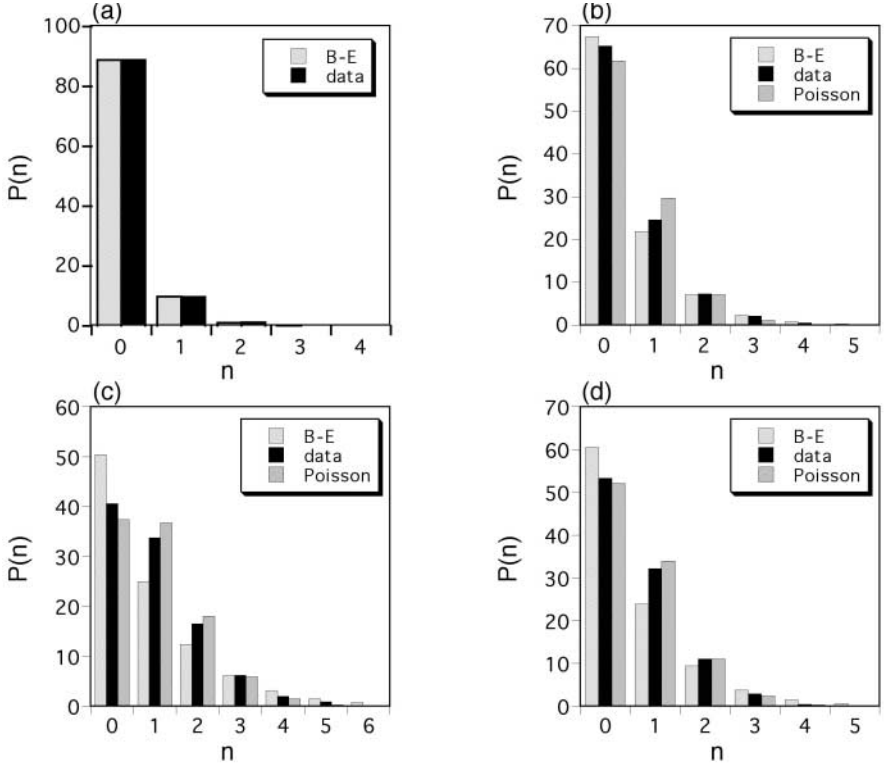 (a)
100
80
60
40
20
0
P(n)
B-E
data
0 1 2 3 4
n
(b)
70
60
50
40
30
20
10
0
P(n)
B-E
data
Poisson
0 1 2 3 4 5
n
(c)
60
50
40
30
20
10
0
P(n)
B-E
data
Poisson
0 1 2 3 4 5 6
n
(d)
70
60
50
40
30
20
10
0
P(n)
B-E
data
Poisson
0 1 2 3 4 5
n